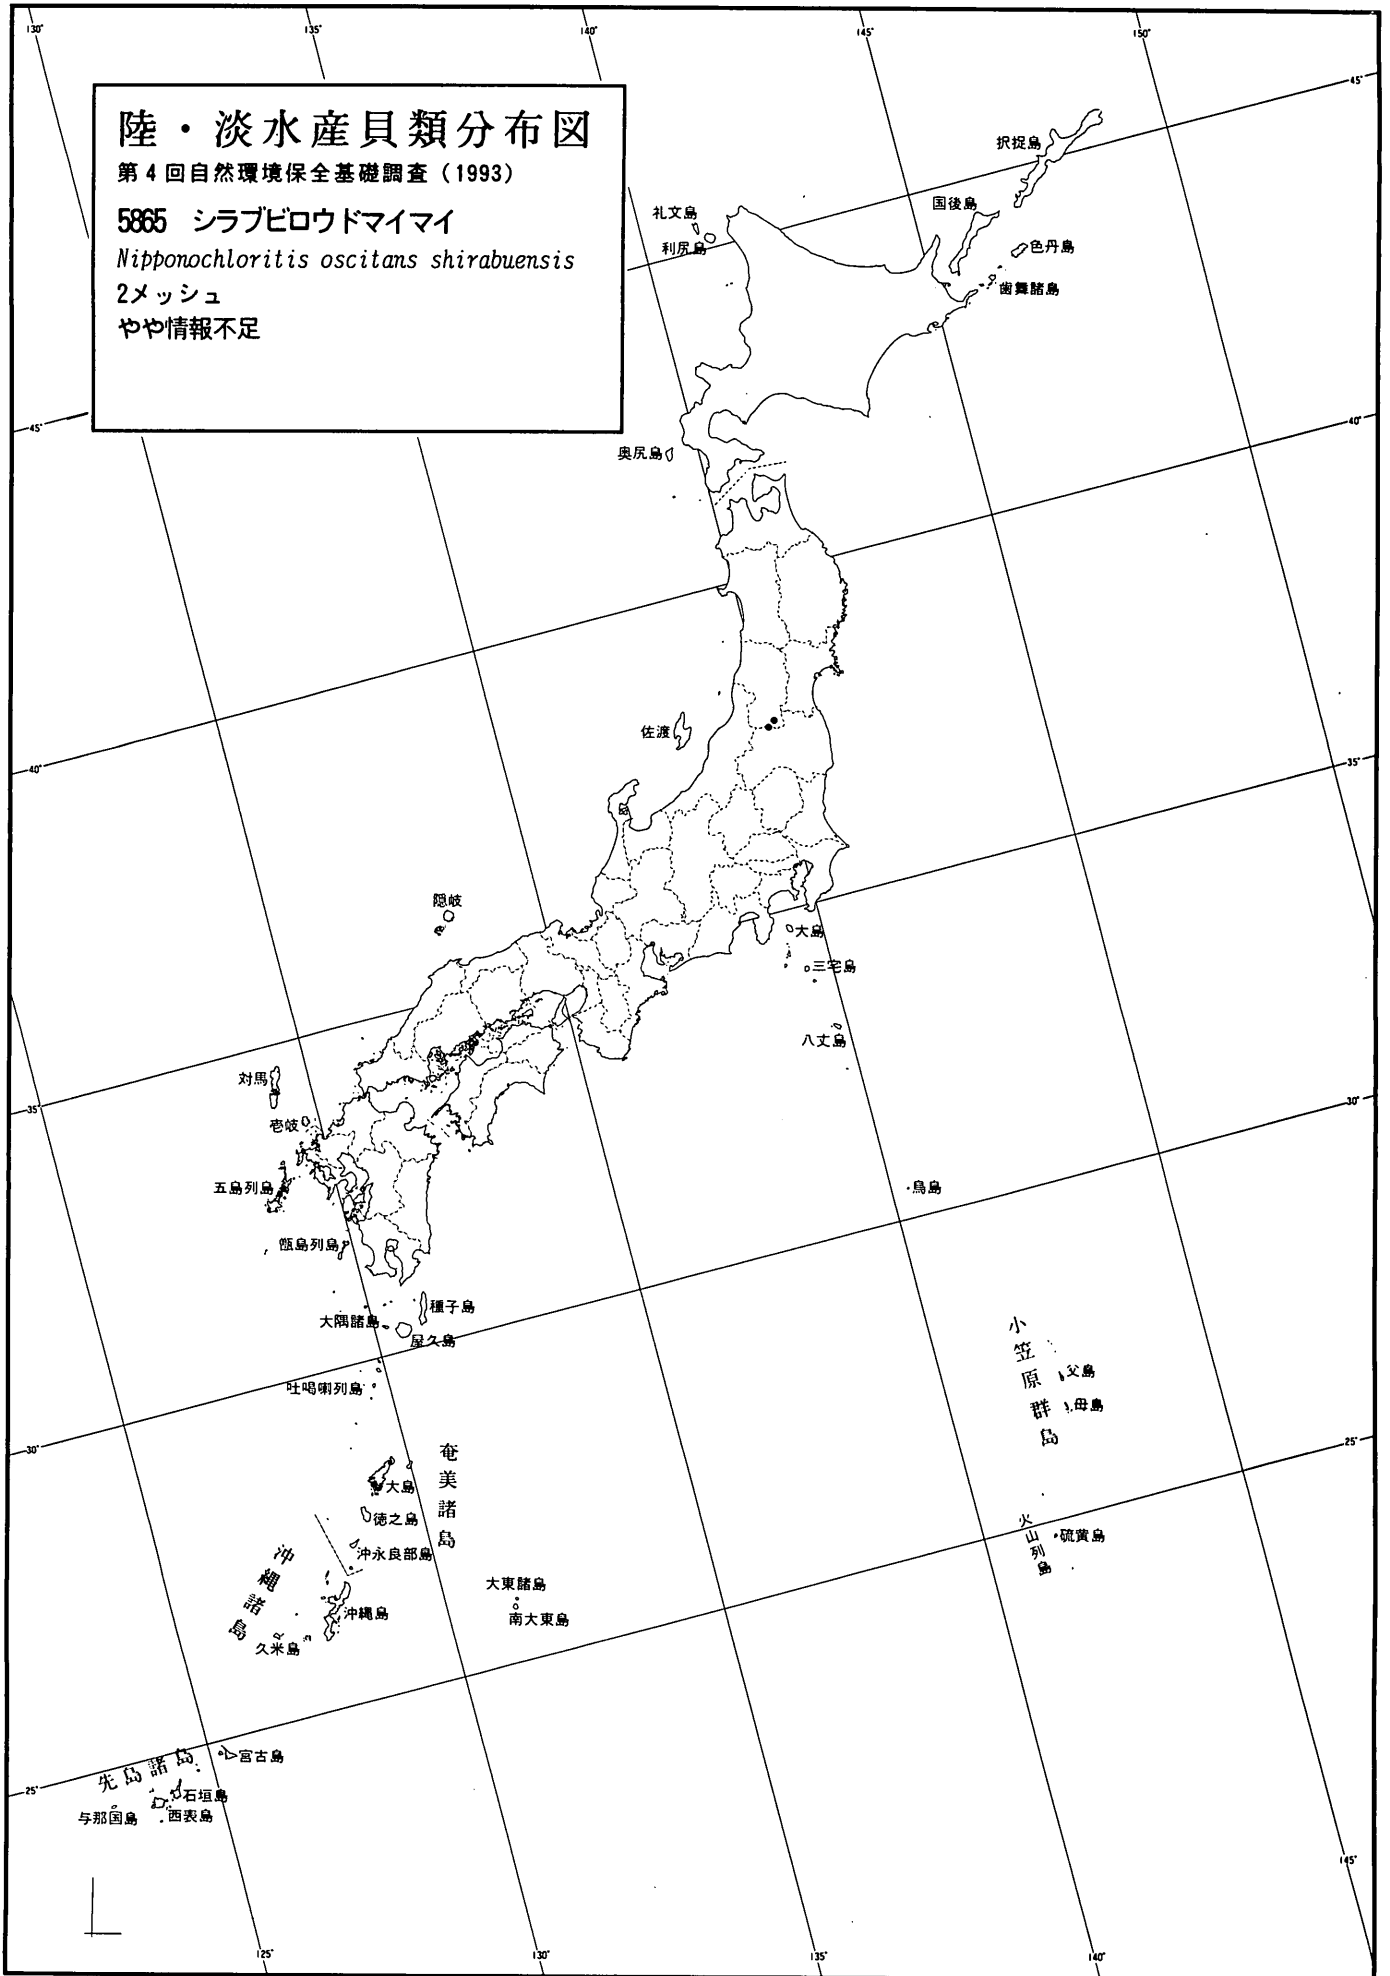 130°
135°
140°
145°
150°
陸・淡水産貝類分布図
第4回自然環境保全基礎調査(1993)
5865 シラブビロウドマイマイ
Nipponochloritis oscitans shirabuensis
2メッシュ
やや情報不足
45°
択捉島
国後島
色丹島
歯舞諸島
礼文島
利尻島
45°
40°
奥尻島
佐渡
40°
35°
隠岐
大島
三宅島
八丈島
対馬
35°
壱岐
30°
五島列島
鳥島
甑島列島
種子島
大隅諸島
屋久島
吐噶喇列島
小笠原群島
父島
母島
30°
25°
奄美諸島
大島
徳之島
沖永良部島
火山列島
硫黄島
沖縄諸島
沖縄島
久米島
大東諸島
南大東島
先島諸島
宮古島
25°
石垣島
与那国島
西表島
145°
125°
130°
135°
140°